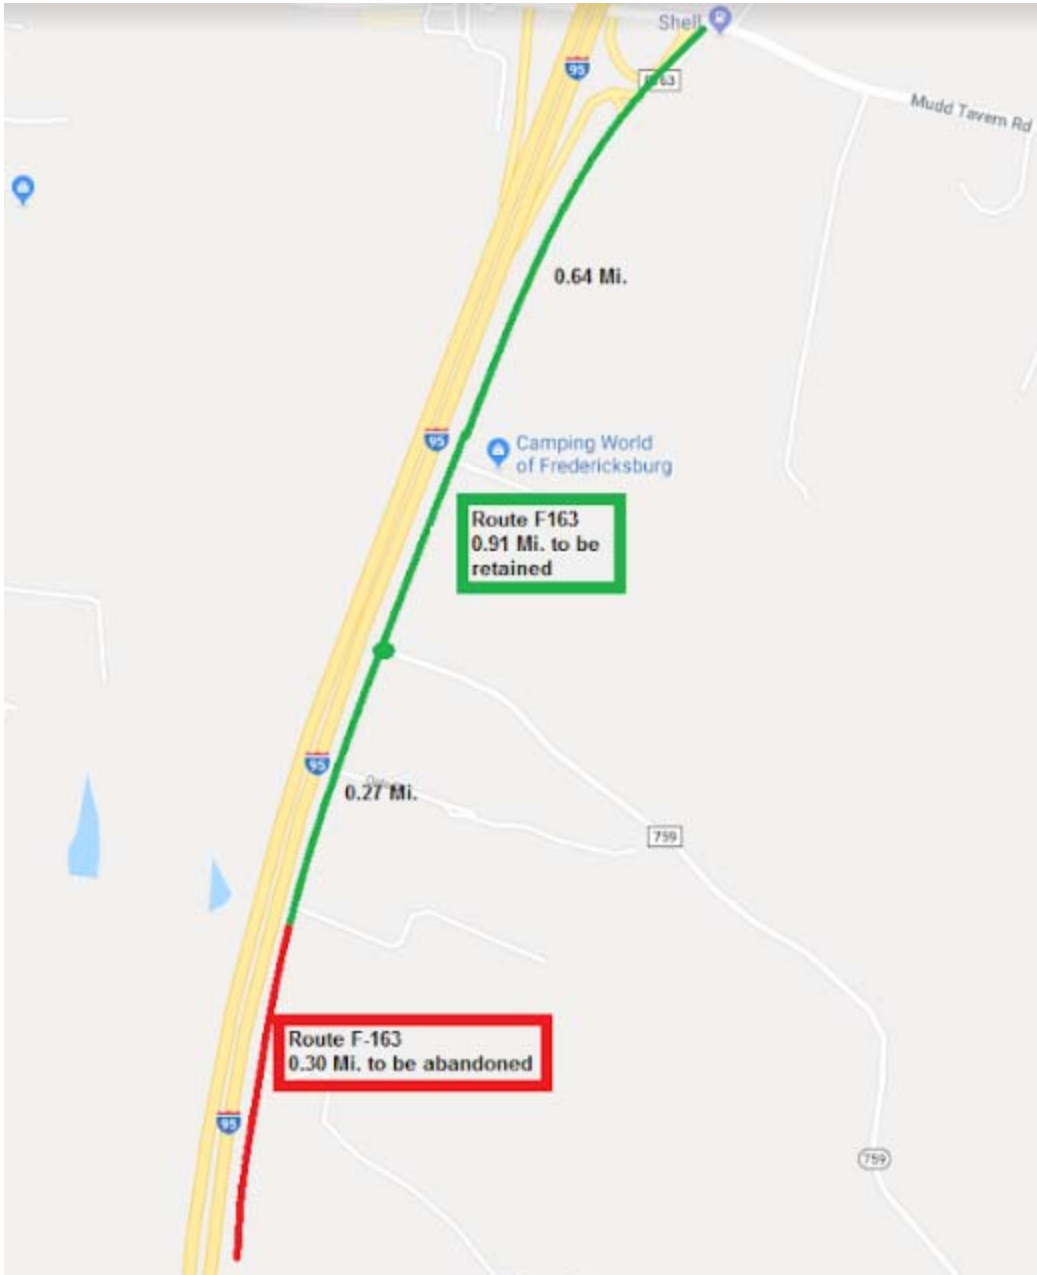 Shell
95
Mudd Tavern Rd
0.64 Mi.
95
Camping World
of Fredericksburg
Route F163
0.91 Mi. to be
retained
95
0.27 Mi.
759
Route F-163
0.30 Mi. to be abandoned
95
759